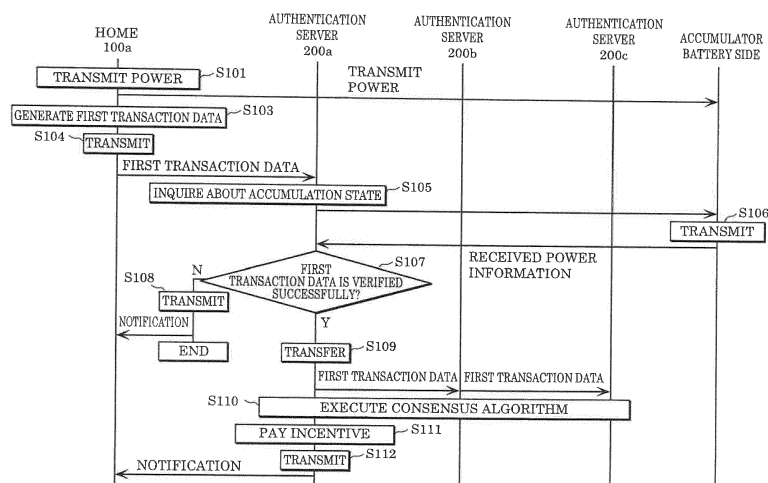 HOME
100a
AUTHENTICATION
SERVER
200a
AUTHENTICATION
SERVER
200b
AUTHENTICATION
SERVER
200c
ACCUMULATOR
BATTERY SIDE
TRANSMIT POWER
S101
TRANSMIT
POWER
GENERATE FIRST TRANSACTION DATA
S103
S104
TRANSMIT
FIRST TRANSACTION DATA
INQUIRE ABOUT ACCUMULATION STATE
S105
S106
TRANSMIT
RECEIVED POWER
INFORMATION
S107
FIRST
TRANSACTION DATA IS VERIFIED
SUCCESSFULLY?
N
S108
TRANSMIT
NOTIFICATION
END
Y
TRANSFER
S109
FIRST TRANSACTION DATA
FIRST TRANSACTION DATA
S110
EXECUTE CONSENSUS ALGORITHM
PAY INCENTIVE
S111
TRANSMIT
S112
NOTIFICATION